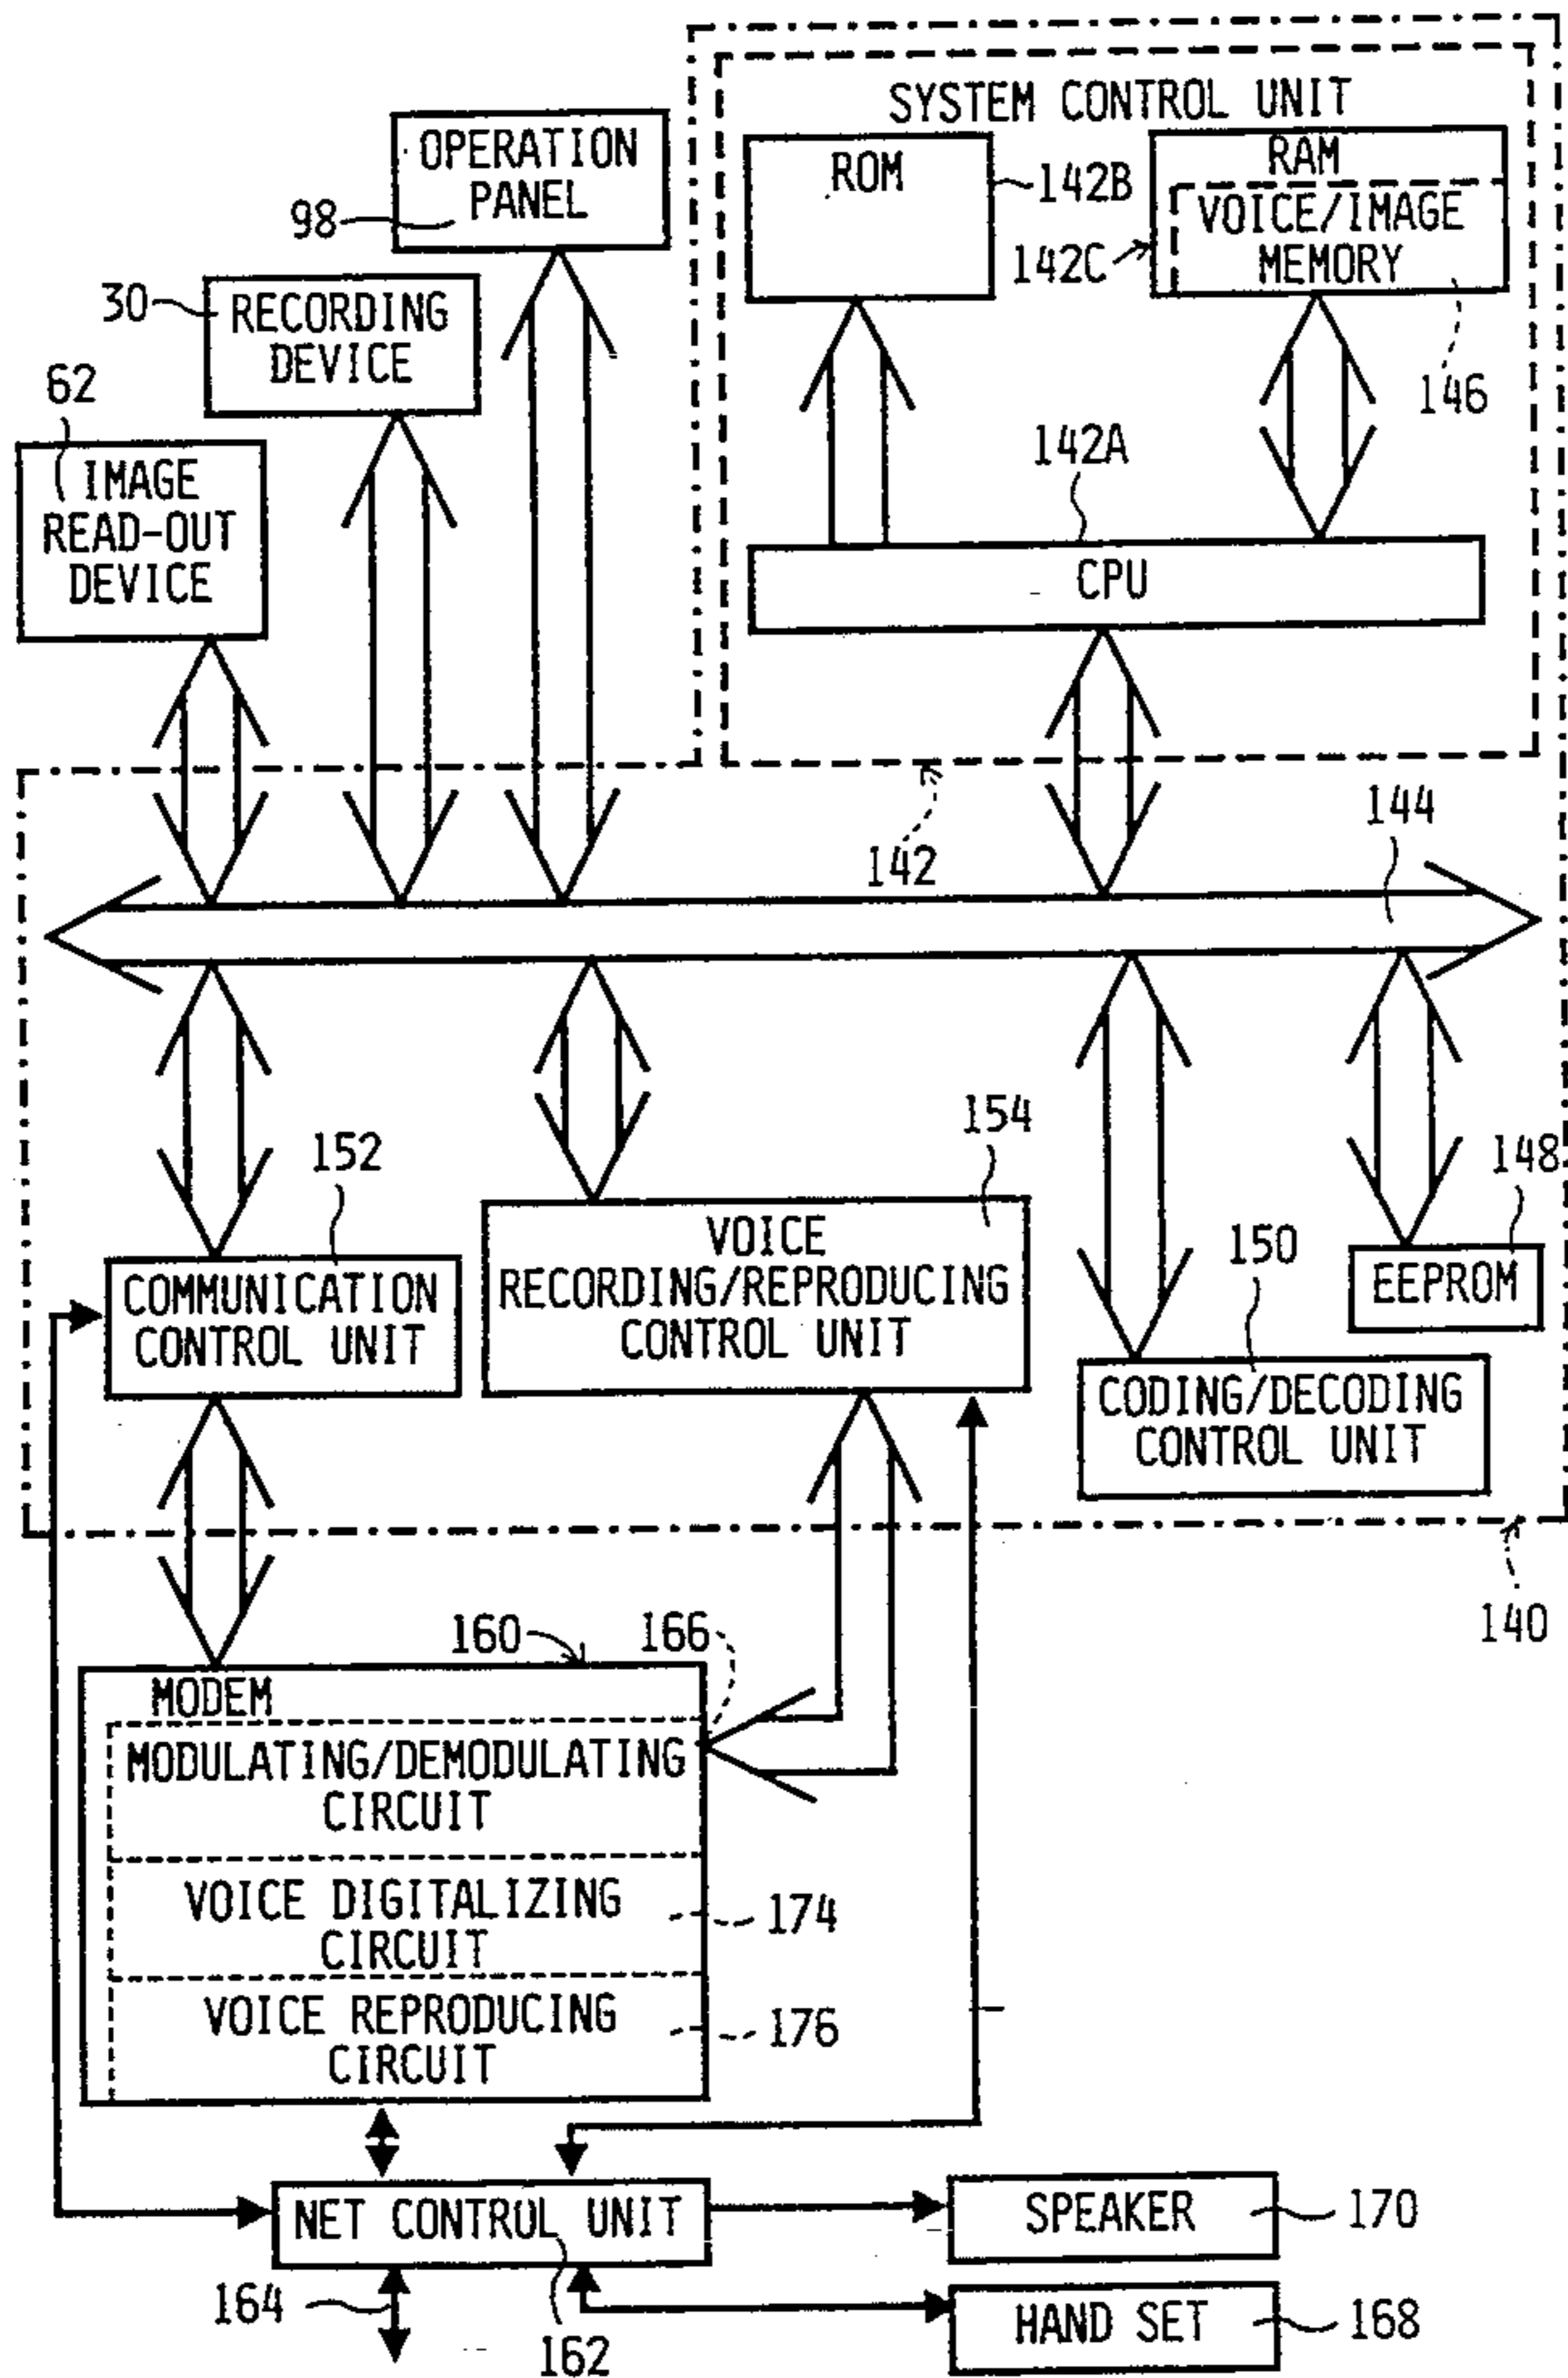 SYSTEM CONTROL UNIT
OPERATION
PANEL
98
ROM
142B
RAM
VOICE/IMAGE
MEMORY
142C
146
30
RECORDING
DEVICE
62
IMAGE
READ-OUT
DEVICE
142A
CPU
142
144
152
COMMUNICATION
CONTROL UNIT
154
VOICE
RECORDING/REPRODUCING
CONTROL UNIT
150
CODING/DECODING
CONTROL UNIT
148
EEPROM
140
160
166
MODEM
MODULATING/DEMODULATING
CIRCUIT
VOICE DIGITALIZING
CIRCUIT
174
VOICE REPRODUCING
CIRCUIT
176
NET CONTROL UNIT
162
164
SPEAKER
170
HAND SET
168